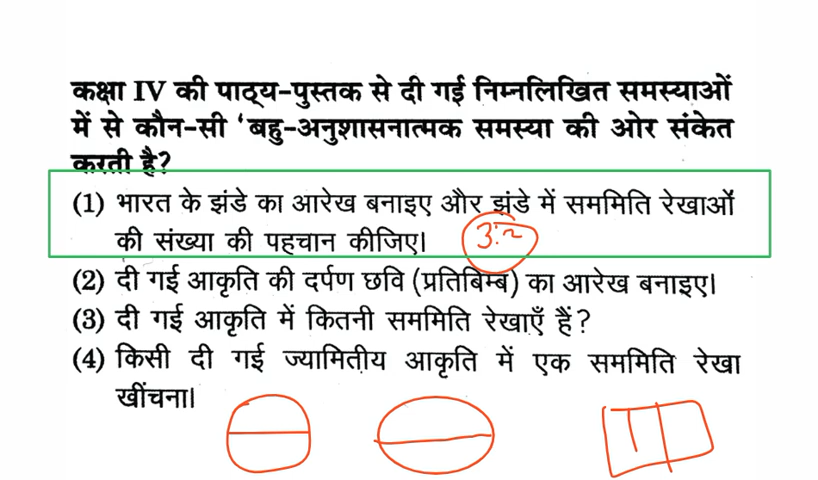 कक्षा IV की पाठ्य-पुस्तक से दी गई निम्नलिखित समस्याओं
में से कौन-सी ‘बहु-अनुशासनात्मक समस्या की ओर संकेत
करती है?
(1) भारत के झंडे का आरेख बनाइए और झंडे में सममिति रेखाओं
की संख्या की पहचान कीजिए।
3:2
(2) दी गई आकृति की दर्पण छवि (प्रतिबिम्ब) का आरेख बनाइए।
(3) दी गई आकृति में कितनी सममिति रेखाएँ हैं?
(4) किसी दी गई ज्यामितीय आकृति में एक सममिति रेखा
खींचना।